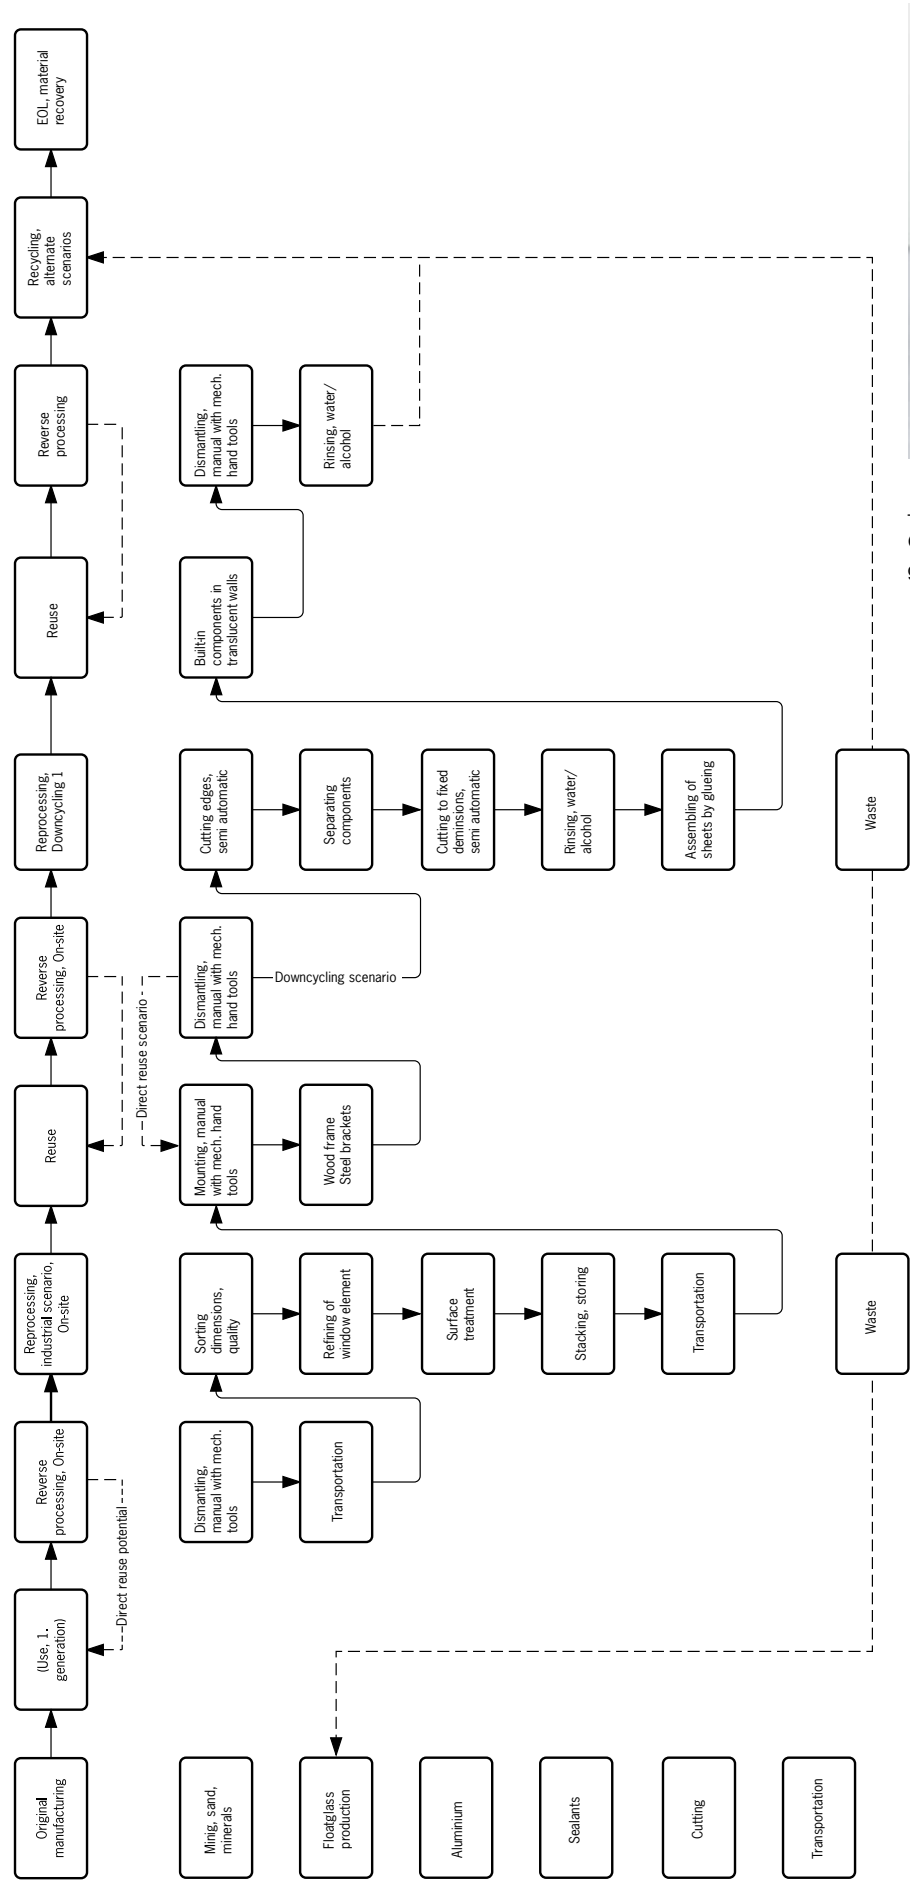 Original
manufacturing
(Use, 1.
generation)
Reverse
processing, On-site
Reprocessing,
industrial scenario,
On-site
Reuse
Reverse
processing, On-site
Reprocessing,
Downcycling 1
Reuse
Reverse
processing
Recycling,
alternate
scenarios
EOL, material
recovery
Direct reuse potential
Direct reuse scenario
Minig, sand,
minerals
Dismantling,
manual with mech.
tools
Sorting
dimensions,
quality
Mounting, manual
with mech. hand
tools
Dismantling,
manual with mech.
hand tools
Cutting edges,
semi automatic
Built-in
components in
translucent walls
Dismantling,
manual with mech.
hand tools
Floatglass
production
Transportation
Refining of
window element
Wood frame
Steel brackets
Downcycling scenario
Separating
components
Rinsing, water/
alcohol
Aluminium
Surface
treatment
Cutting to fixed
deminsions,
semi automatic
Sealants
Stacking, storing
Rinsing, water/
alcohol
Cutting
Transportation
Assembling of
sheets by glueing
Transportation
Waste
Waste